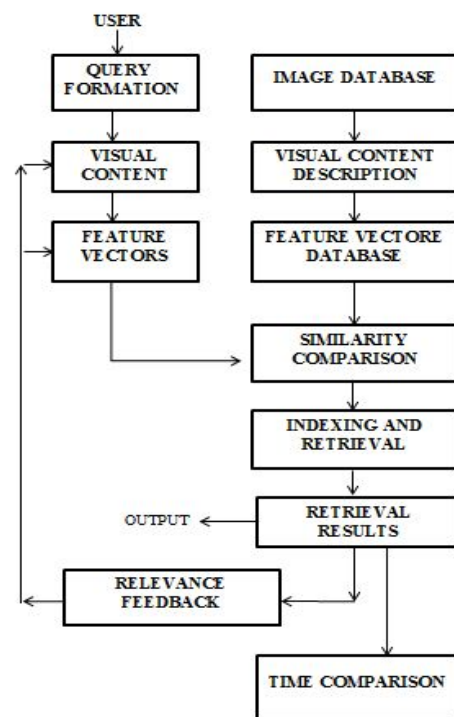 USER
QUERY
FORMATION
IMAGE DATABASE
VISUAL
CONTENT
VISUAL CONTENT
DESCRIPTION
FEATURE
VECTORS
FEATURE VECTORE
DATABASE
SIMILARITY
COMPARISON
INDEXING AND
RETRIEVAL
OUTPUT
RETRIEVAL
RESULTS
RELEVANCE
FEEDBACK
TIME COMPARISON